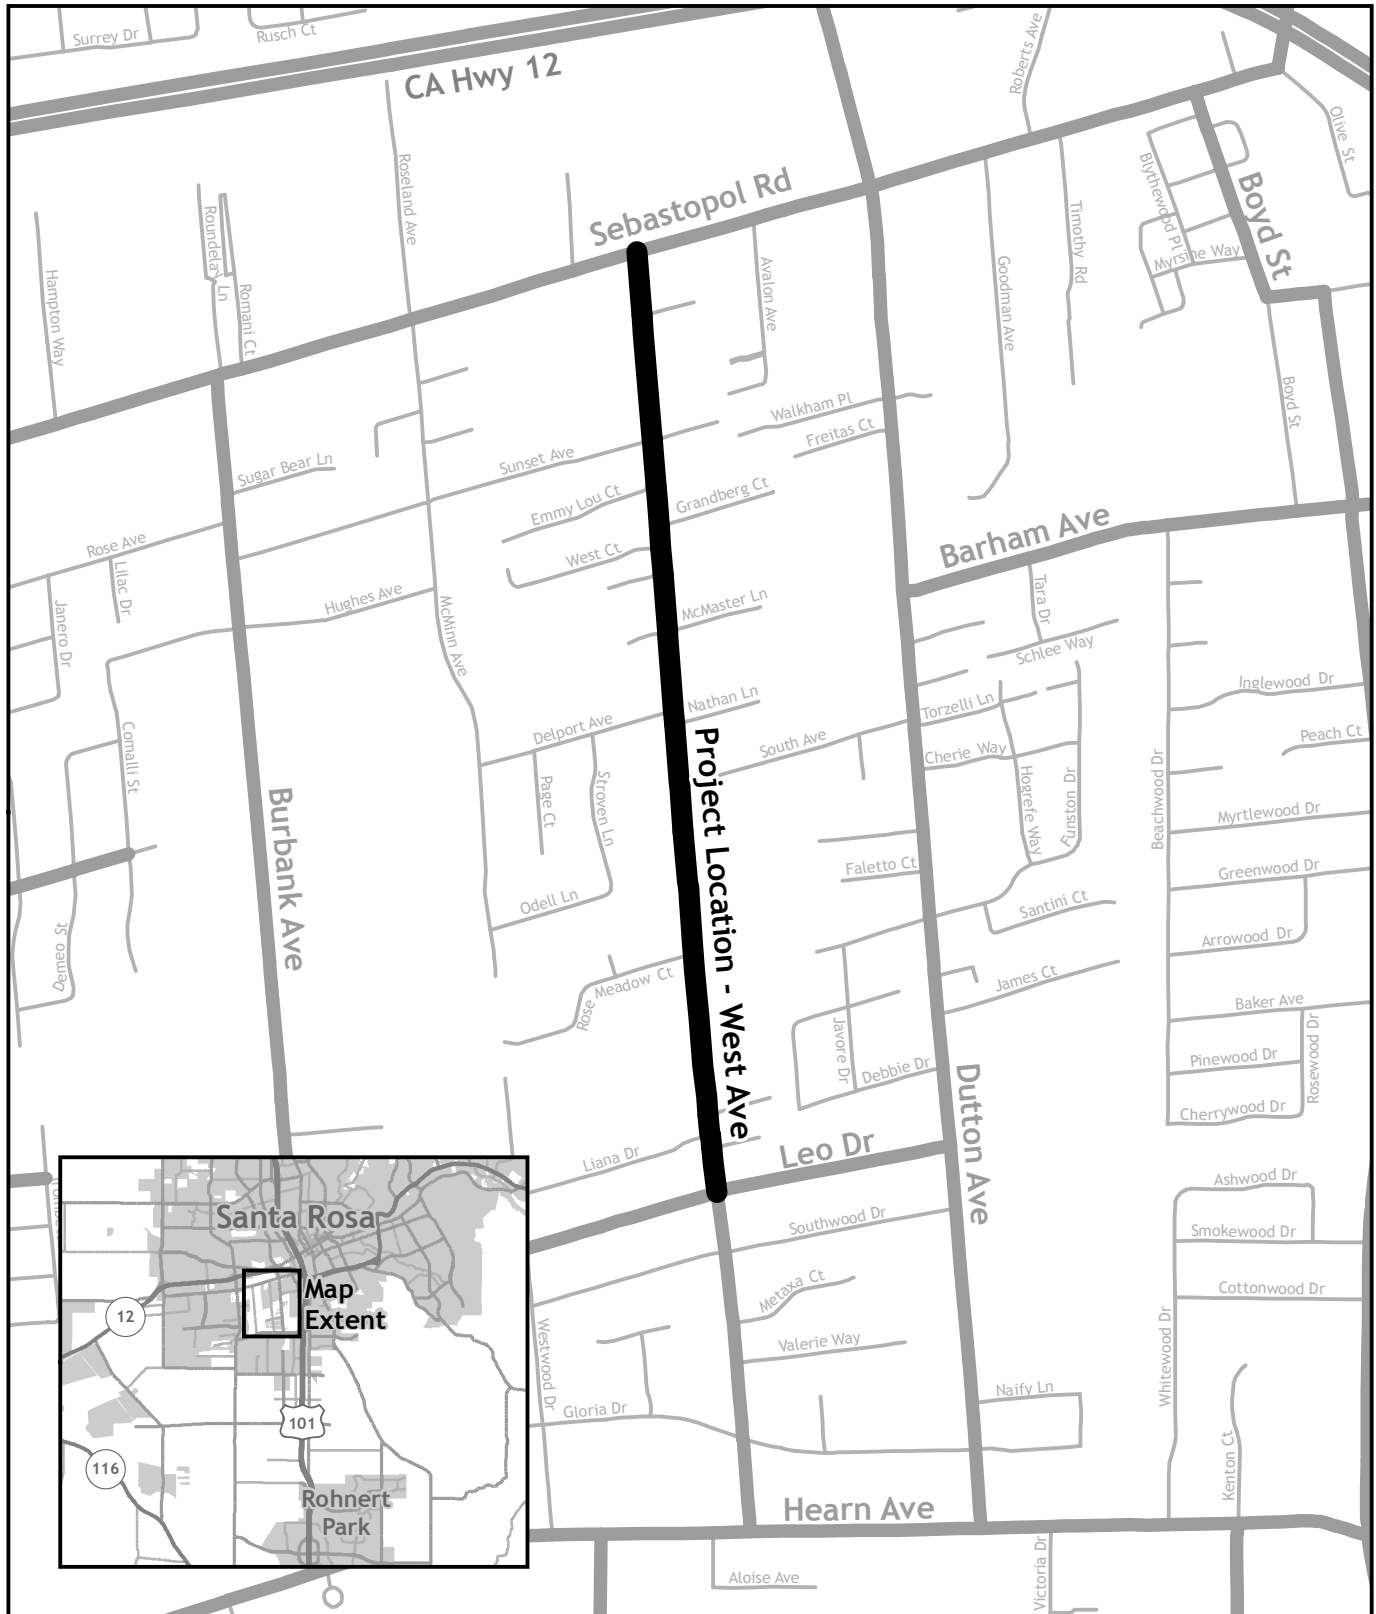 Surrey Dr
Rusch Ct
CA Hwy 12
Roberts Ave
Olive St
Roseland Ave
Sebastopol Rd
Boyd St
Blythewood Pl
Myrsine Way
Timothy Rd
Goodman Ave
Avalon Ave
Hampton Way
Roundelay Ln
Romani Ct
Boyd St
Walkham Pl
Freitas Ct
Sugar Bear Ln
Sunset Ave
Emmy Lou Ct
Grandberg Ct
West Ct
Barham Ave
Rose Ave
Lilac Dr
Janero Dr
Hughes Ave
McMinn Ave
McMaster Ln
Tara Dr
Schlee Way
Inglewood Dr
Nathan Ln
Delport Ave
South Ave
Torzelli Ln
Cherie Way
Peach Ct
Comalli St
Burbank Ave
Page Ct
Stroven Ln
Project Location - West Ave
Hogrefe Way
Funston Dr
Beachwood Dr
Myrtlewood Dr
Faletto Ct
Greenwood Dr
Odell Ln
Santini Ct
Arrowood Dr
Demeo St
Rose Meadow Ct
James Ct
Baker Ave
Javore Dr
Debbie Dr
Pinewood Dr
Rosewood Dr
Cherrywood Dr
Dutton Ave
Leo Dr
Liana Dr
Ashwood Dr
Southwood Dr
Smokewood Dr
Metaxa Ct
Cottonwood Dr
Valerie Way
Westwood Dr
Whitewood Dr
Naify Ln
Gloria Dr
Kenton Ct
Hearn Ave
Aloise Ave
Victoria Dr
Santa Rosa
Map
Extent
12
101
116
Rohnert
Park